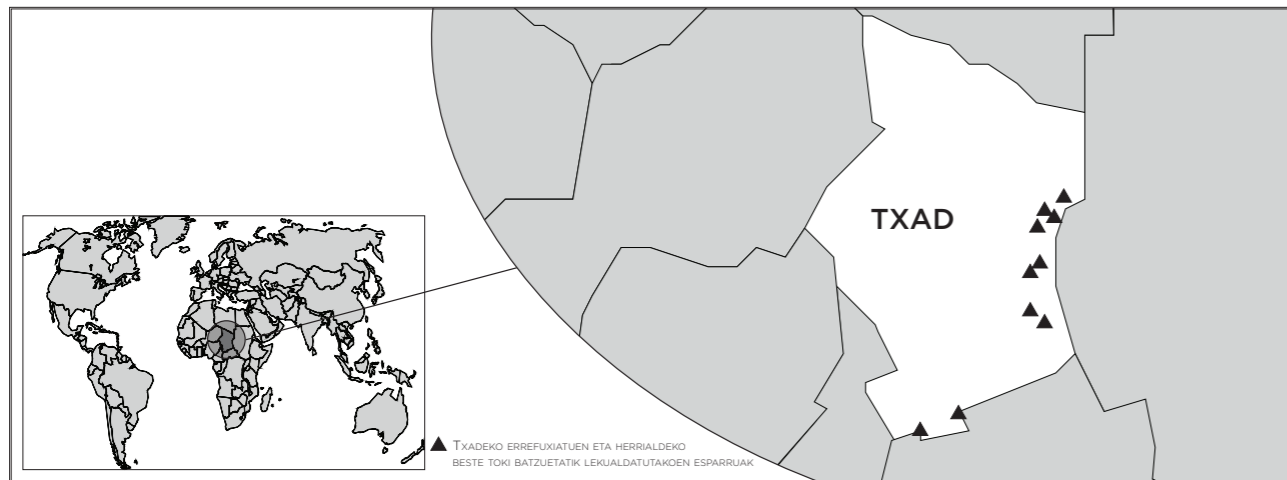 TXAD
TXADEKO ERREFUXIATUEN ETA HERRIALDEKO
BESTE TOKI BATZUETATIK LEKUALDATUTAKOEN ESPARRUAK